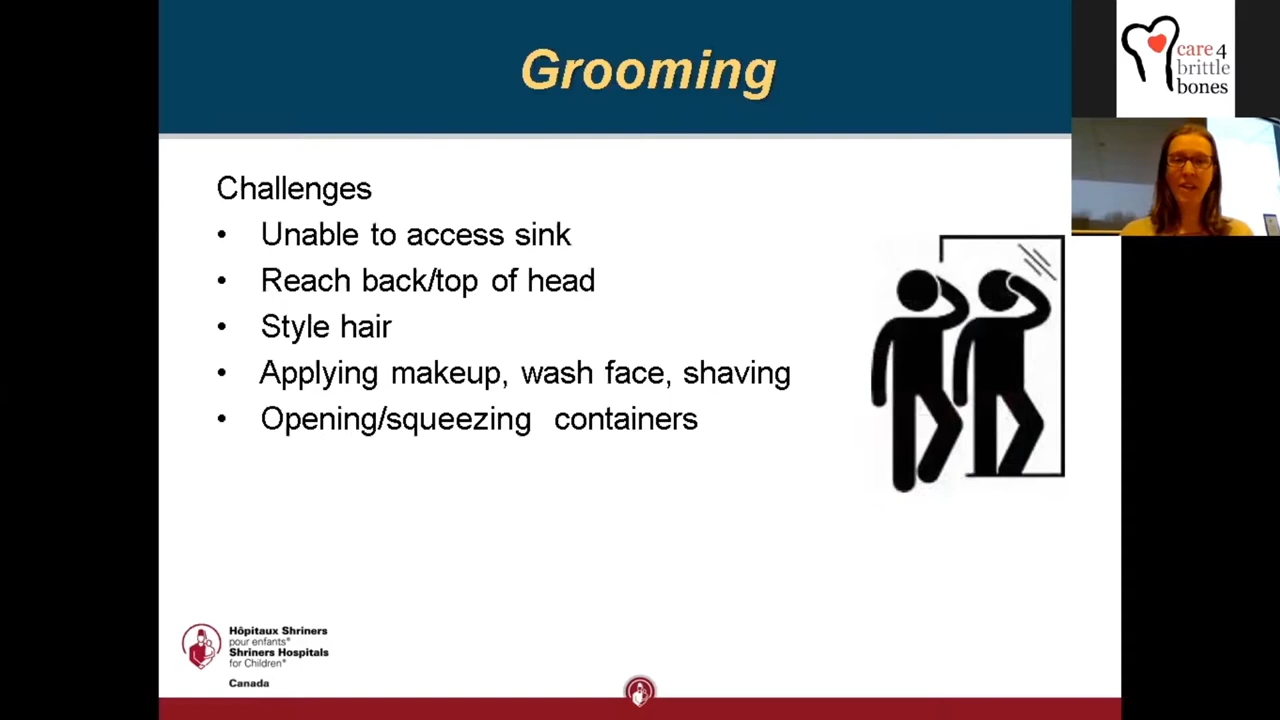 Grooming
Challenges
• Unable to access sink
• Reach back/top of head
• Style hair
• Applying makeup, wash face, shaving
• Opening/squeezing containers
Hôpitaux Shriners
pour enfants®
Shriners Hospitals
for Children®
Canada
care 4
brittle
bones